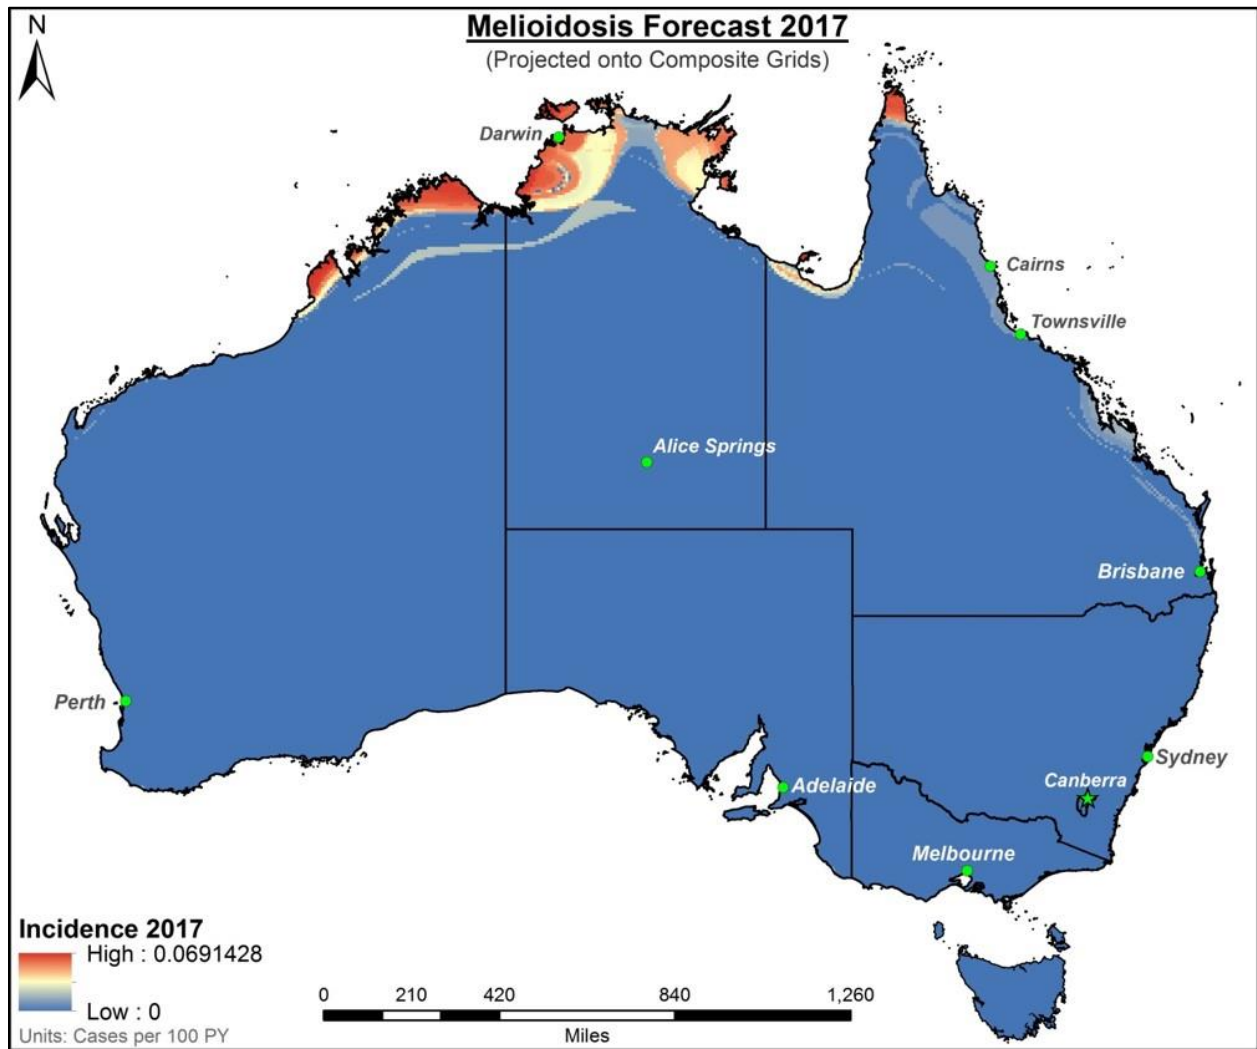 Melioidosis Forecast 2017
(Projected onto Composite Grids)
N
Darwin
Cairns
Townsville
Alice Springs
Brisbane
Perth
Sydney
Canberra
Adelaide
Melbourne
Incidence 2017
High : 0.0691428
Low : 0
Units: Cases per 100 PY
0 210 420 840 1,260
Miles